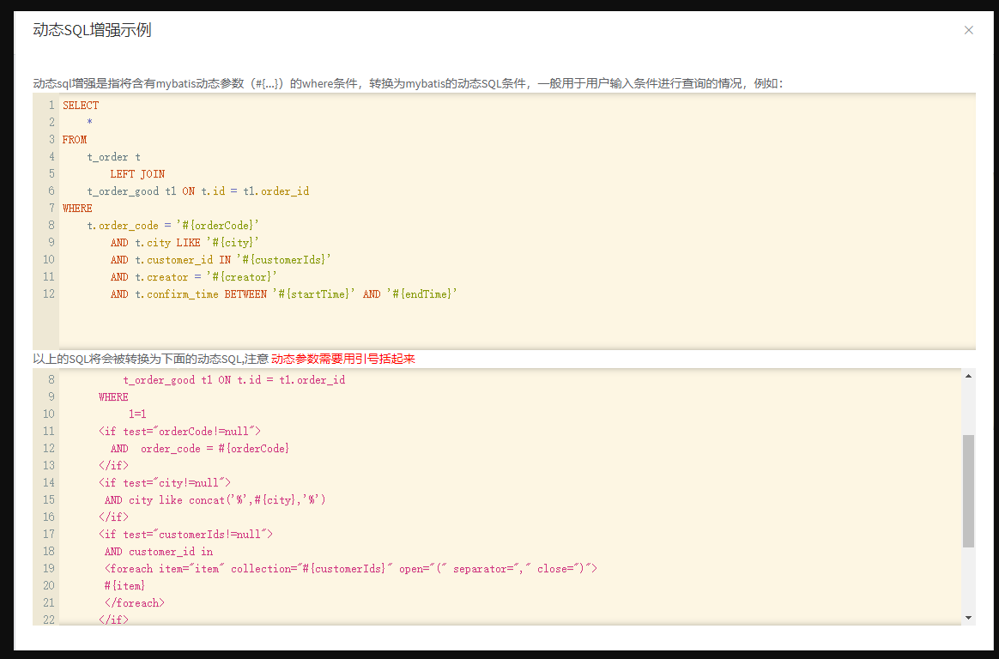 动态SQL增强示例
动态sql增强是指将含有mybatis动态参数（#{...}）的where条件，转换为mybatis的动态SQL条件，一般用于用户输入条件进行查询的情况，例如：
1 SELECT
2 *
3 FROM
4 t_order t
5 LEFT JOIN
6 t_order_good t1 ON t.id = t1.order_id
7 WHERE
8 t.order_code = '#{orderCode}'
9 AND t.city LIKE '#{city}'
10 AND t.customer_id IN '#{customerIds}'
11 AND t.creator = '#{creator}'
12 AND t.confirm_time BETWEEN '#{startTime}' AND '#{endTime}'
以上的SQL将会被转换为下面的动态SQL,注意 动态参数需要用引号括起来
8 t_order_good t1 ON t.id = t1.order_id
9 WHERE
10 1=1
11 <if test="orderCode!=null">
12 AND order_code = #{orderCode}
13 </if>
14 <if test="city!=null">
15 AND city like concat('%',#{city},'%')
16 </if>
17 <if test="customerIds!=null">
18 AND customer_id in
19 <foreach item="item" collection="#{customerIds}" open="(" separator="," close=")">
20 #{item}
21 </foreach>
22 </if>